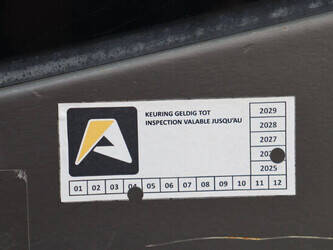 KEURING GELDIG TOT
INSPECTION VALABLE JUSQU'AU
2029
2028
2027
2025
01 02 03 04 05 06 07 08 09 10 11 12